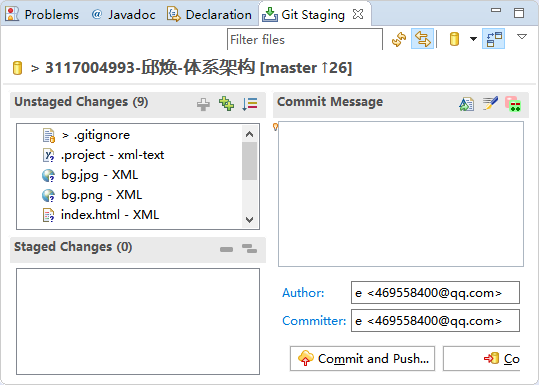 Problems @ Javadoc Declaration Git Staging
Filter files
> 3117004993-邱焕-体系架构 [master ↑26]
Unstaged Changes (9)
> .gitignore
.project - xml-text
bg.jpg - XML
bg.png - XML
index.html - XML
Staged Changes (0)
Commit Message
Author: e <469558400@qq.com>
Committer: e <469558400@qq.com>
Commit and Push... Co